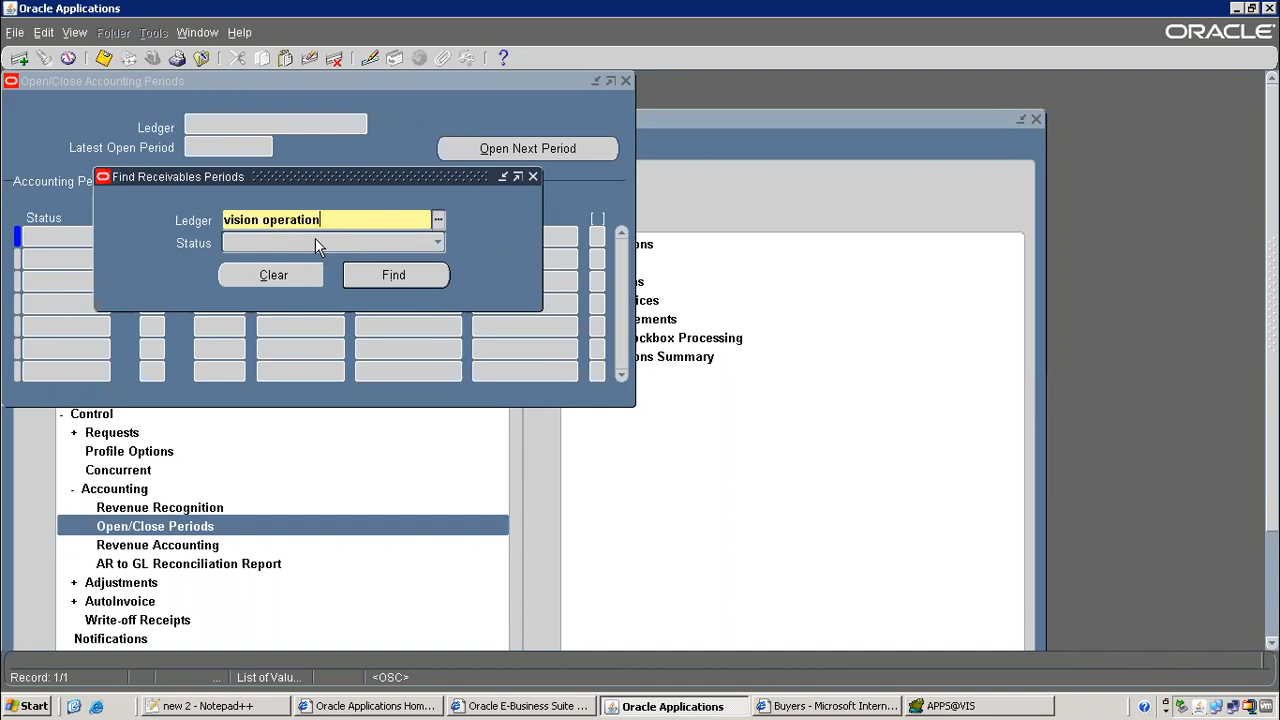 Oracle Applications
File Edit View Folder Tools Window Help
ORACLE
Open/Close Accounting Periods
Ledger
Latest Open Period
Open Next Period
Accounting Pe
Find Receivables Periods
Status
[ ]
Ledger vision operation
Status
Clear Find
ons
s
ices
ements
ckbox Processing
ons Summary
- Control
+ Requests
Profile Options
Concurrent
- Accounting
Revenue Recognition
Open/Close Periods
Revenue Accounting
AR to GL Reconciliation Report
+ Adjustments
+ AutoInvoice
Write-off Receipts
Notifications
Record: 1/1 ... List of Valu... <OSC>
Start new 2 - Notepad++ Oracle Applications Hom... Oracle E-Business Suite ... Oracle Applications Buyers - Microsoft Intern... APPS@VIS